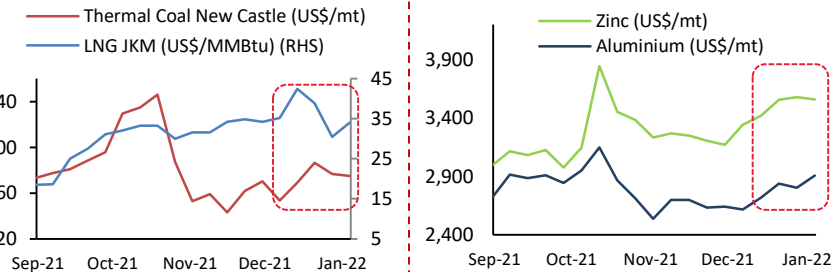 Thermal Coal New Castle (US$/mt)
LNG JKM (US$/MMBtu) (RHS)
45
40
35
00
25
60
15
20
5
Sep-21 Oct-21 Nov-21 Dec-21 Jan-22
Zinc (US$/mt)
Aluminium (US$/mt)
3,900
3,400
2,900
2,400
Sep-21 Oct-21 Nov-21 Dec-21 Jan-22